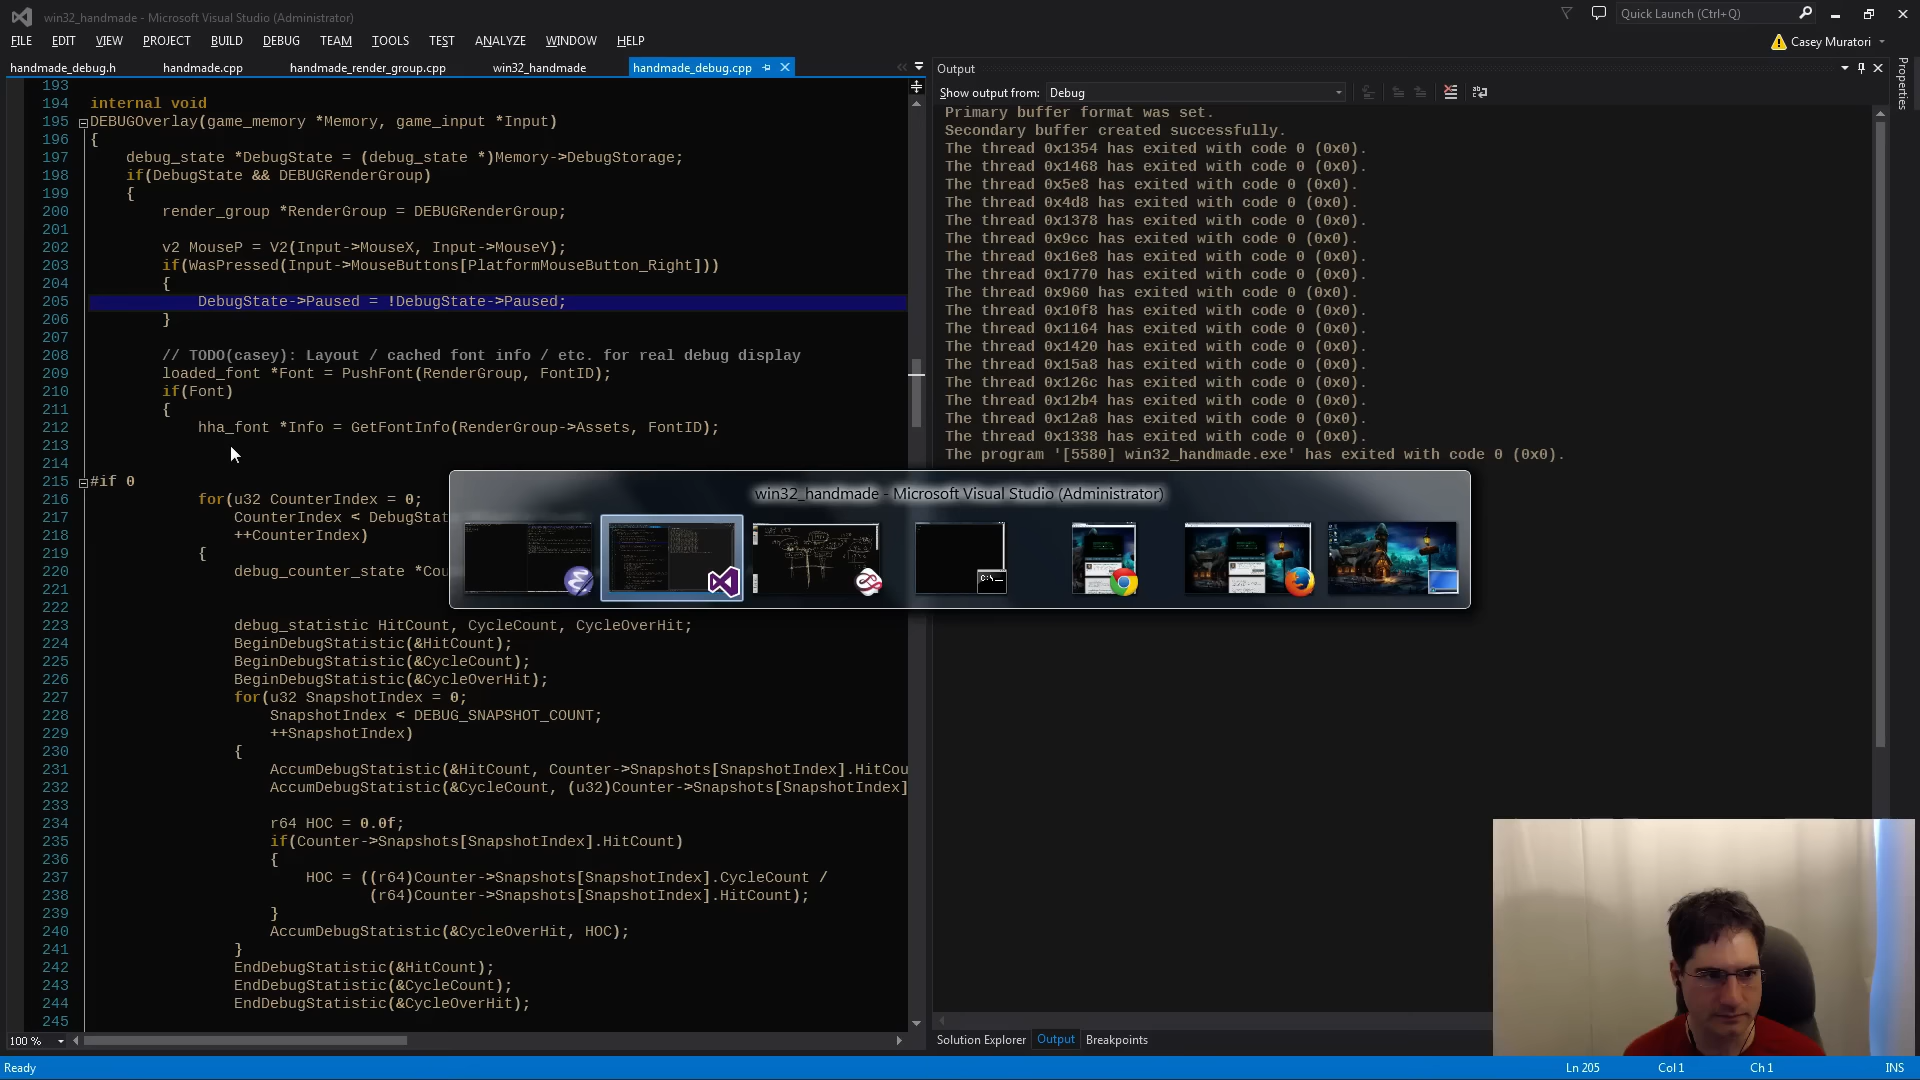 win32_handmade - Microsoft Visual Studio (Administrator)
Quick Launch (Ctrl+Q)
FILE EDIT VIEW PROJECT BUILD DEBUG TEAM TOOLS TEST ANALYZE WINDOW HELP
Casey Muratori
handmade_debug.h handmade.cpp handmade_render_group.cpp win32_handmade handmade_debug.cpp
193
194 internal void
195 DEBUGOverlay(game_memory *Memory, game_input *Input)
196 {
197 debug_state *DebugState = (debug_state *)Memory->DebugStorage;
198 if(DebugState && DEBUGRenderGroup)
199 {
200 render_group *RenderGroup = DEBUGRenderGroup;
201
202 v2 MouseP = V2(Input->MouseX, Input->MouseY);
203 if(WasPressed(Input->MouseButtons[PlatformMouseButton_Right]))
204 {
205 DebugState->Paused = !DebugState->Paused;
206 }
207
208 // TODO(casey): Layout / cached font info / etc. for real debug display
209 loaded_font *Font = PushFont(RenderGroup, FontID);
210 if(Font)
211 {
212 hha_font *Info = GetFontInfo(RenderGroup->Assets, FontID);
213
214
215 #if 0
216 for(u32 CounterIndex = 0;
217 CounterIndex < DebugStat
218 ++CounterIndex)
219 {
220 debug_counter_state *Cou
221
222
223 debug_statistic HitCount, CycleCount, CycleOverHit;
224 BeginDebugStatistic(&HitCount);
225 BeginDebugStatistic(&CycleCount);
226 BeginDebugStatistic(&CycleOverHit);
227 for(u32 SnapshotIndex = 0;
228 SnapshotIndex < DEBUG_SNAPSHOT_COUNT;
229 ++SnapshotIndex)
230 {
231 AccumDebugStatistic(&HitCount, Counter->Snapshots[SnapshotIndex].HitCou
232 AccumDebugStatistic(&CycleCount, (u32)Counter->Snapshots[SnapshotIndex]
233
234 r64 HOC = 0.0f;
235 if(Counter->Snapshots[SnapshotIndex].HitCount)
236 {
237 HOC = ((r64)Counter->Snapshots[SnapshotIndex].CycleCount /
238 (r64)Counter->Snapshots[SnapshotIndex].HitCount);
239 }
240 AccumDebugStatistic(&CycleOverHit, HOC);
241 }
242 EndDebugStatistic(&HitCount);
243 EndDebugStatistic(&CycleCount);
244 EndDebugStatistic(&CycleOverHit);
245
100 %
Output
Show output from: Debug
Primary buffer format was set.
Secondary buffer created successfully.
The thread 0x1354 has exited with code 0 (0x0).
The thread 0x1468 has exited with code 0 (0x0).
The thread 0x5e8 has exited with code 0 (0x0).
The thread 0x4d8 has exited with code 0 (0x0).
The thread 0x1378 has exited with code 0 (0x0).
The thread 0x9cc has exited with code 0 (0x0).
The thread 0x16e8 has exited with code 0 (0x0).
The thread 0x1770 has exited with code 0 (0x0).
The thread 0x960 has exited with code 0 (0x0).
The thread 0x10f8 has exited with code 0 (0x0).
The thread 0x1164 has exited with code 0 (0x0).
The thread 0x1420 has exited with code 0 (0x0).
The thread 0x15a8 has exited with code 0 (0x0).
The thread 0x126c has exited with code 0 (0x0).
The thread 0x12b4 has exited with code 0 (0x0).
The thread 0x12a8 has exited with code 0 (0x0).
The thread 0x1338 has exited with code 0 (0x0).
The program '[5580] win32_handmade.exe' has exited with code 0 (0x0).
win32_handmade - Microsoft Visual Studio (Administrator)
C:\_
Properties
Solution Explorer Output Breakpoints
Ready Ln 205 Col 1 Ch 1 INS